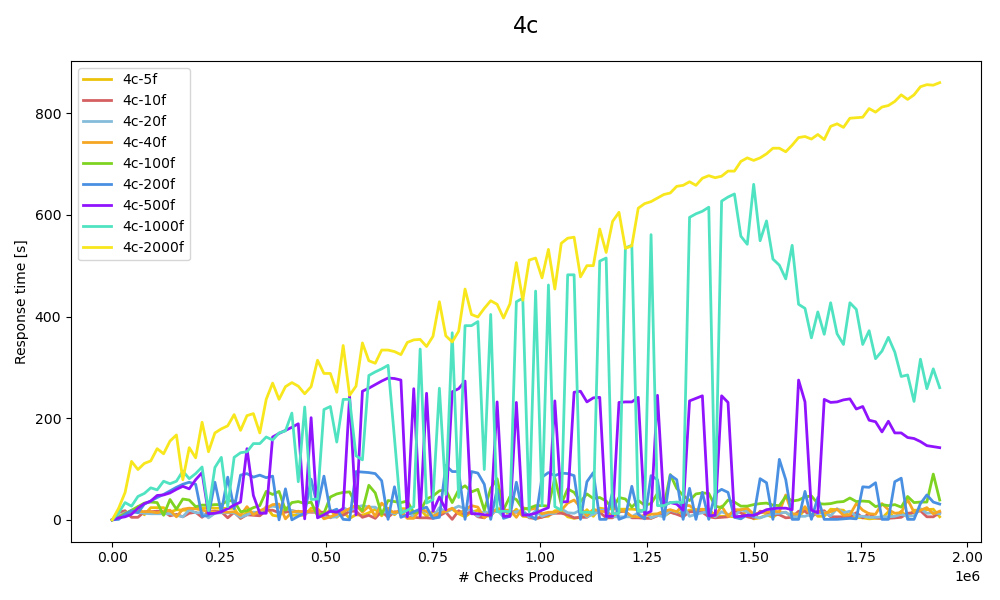 4c
4c-5f
4c-10f
4c-20f
4c-40f
4c-100f
4c-200f
4c-500f
4c-1000f
4c-2000f
Response time [s]
800
600
400
200
0
0.00 0.25 0.50 0.75 1.00 1.25 1.50 1.75 2.00
1e6
# Checks Produced